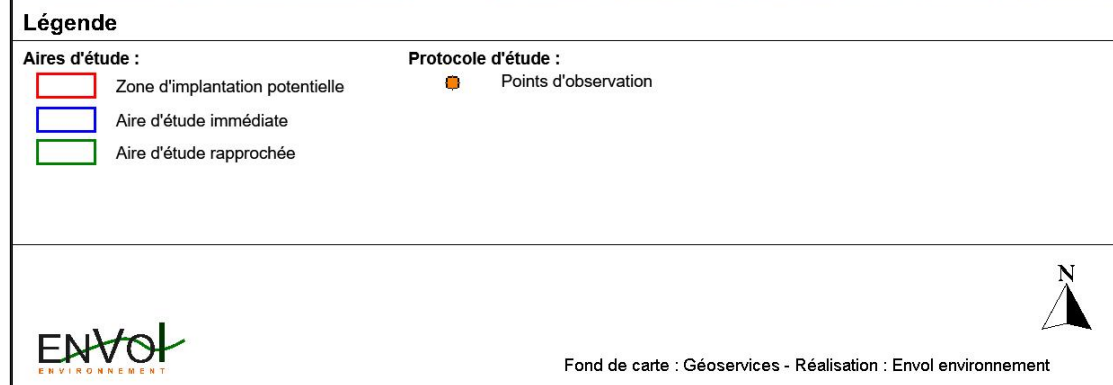 Légende
Aires d'étude :
Zone d'implantation potentielle
Aire d'étude immédiate
Aire d'étude rapprochée
Protocole d'étude :
Points d'observation
N
ENVOl
ENVIRONNEMENT
Fond de carte : Géoservices - Réalisation : Envol environnement